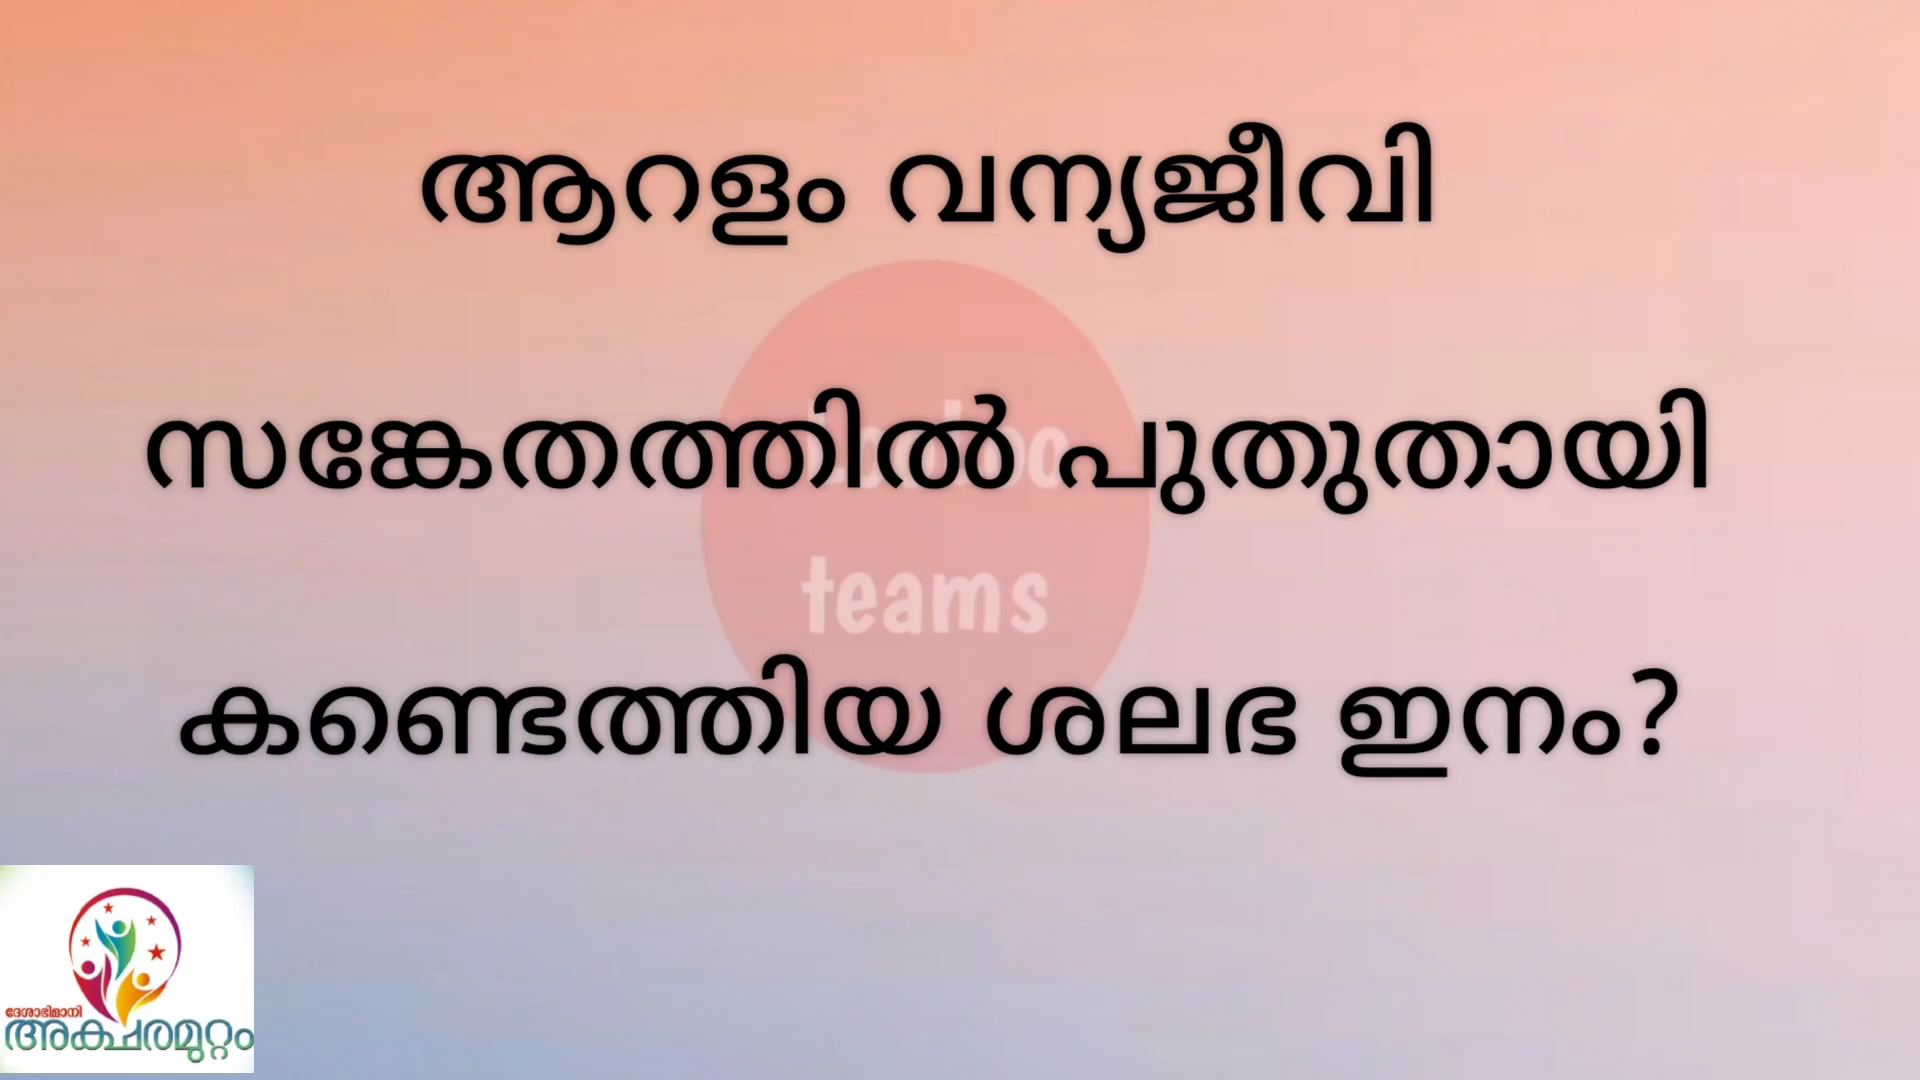 ആറളം വന്യജീവി
സങ്കേതത്തിൽ പുതുതായി
teams
കണ്ടെത്തിയ ശലഭ ഇനം?
ദേശാഭിമാനി
അക്ഷരമുറ്റം